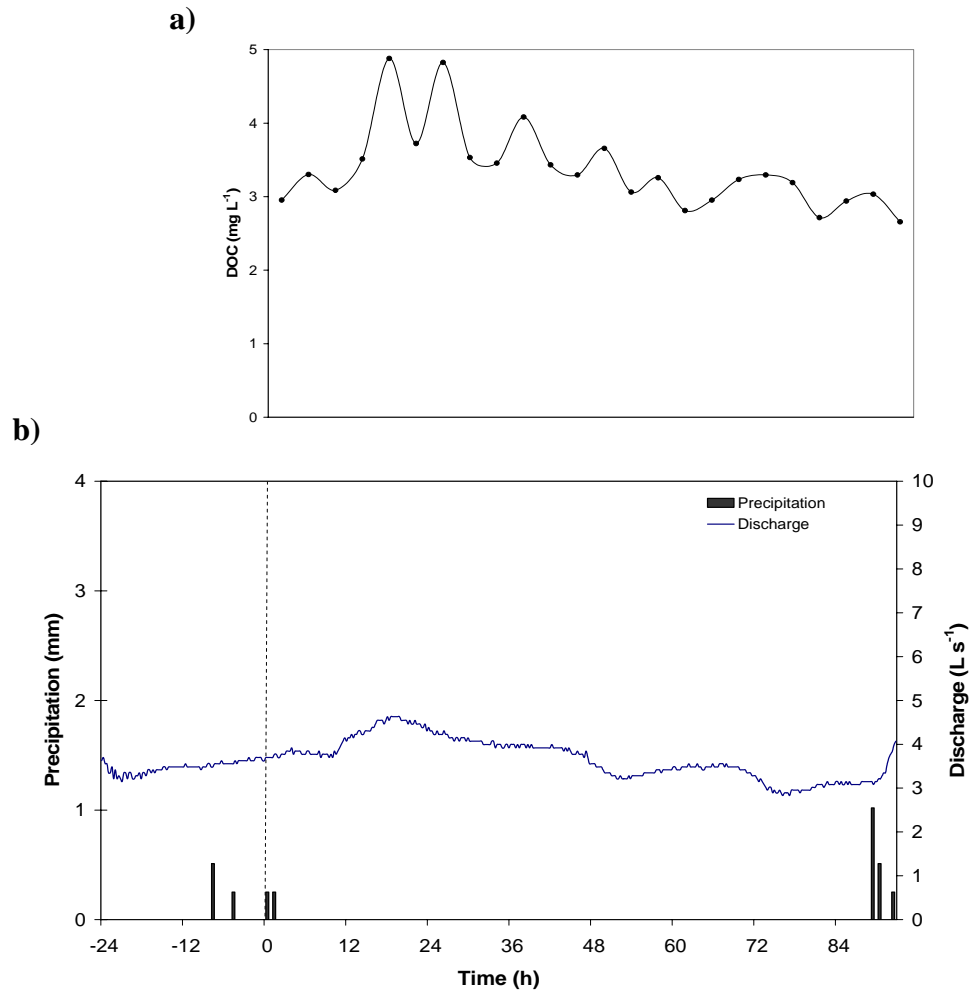 a)
5
4
3
2
1
0
DOC (mg L⁻¹)
b)
4
3
2
1
0
Precipitation (mm)
Precipitation
Discharge
10
9
8
7
6
5
4
3
2
1
0
Discharge (L s⁻¹)
-24 -12 0 12 24 36 48 60 72 84
Time (h)